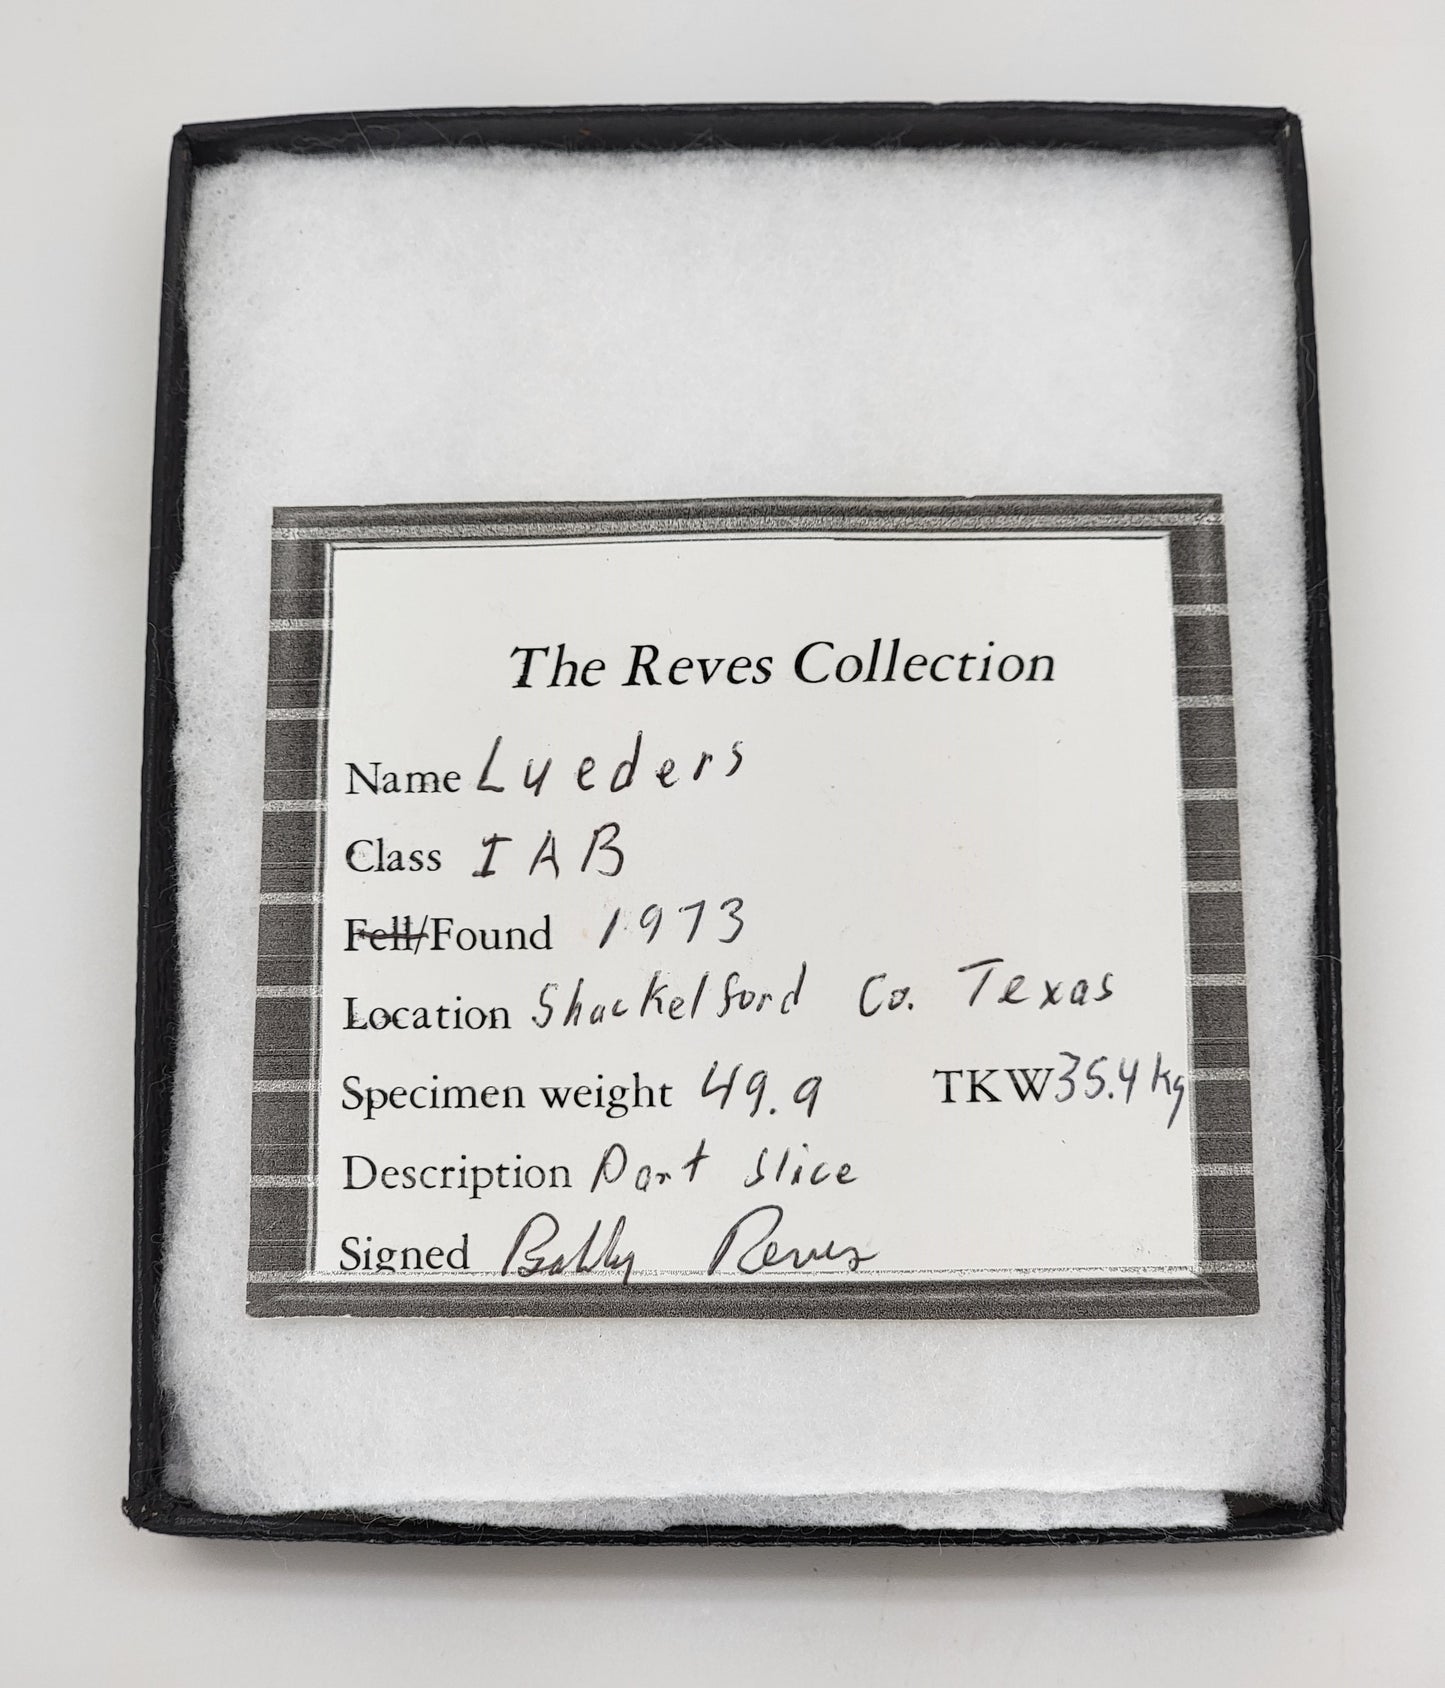 The Reves Collection
Name Lueders
Class IAB
Fell/Found 1973
Location Shackelford Co. Texas
Specimen weight 49.9 TKW 35.4 kg
Description Part slice
Signed Bobby Reves